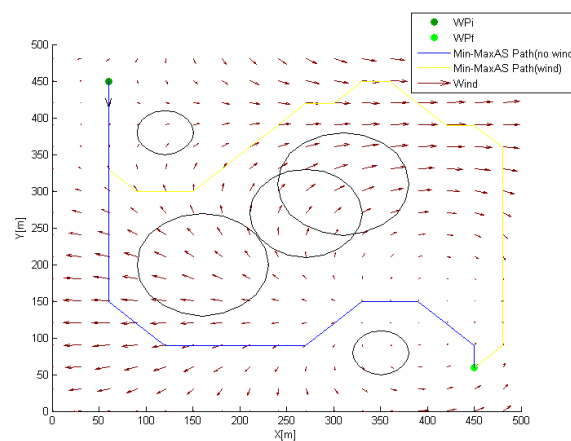 WPi
WPf
Min-MaxAS Path(no wind
Min-MaxAS Path(wind)
Wind
500
450
400
350
300
250
200
150
100
50
0
Y[m]
0 50 100 150 200 250 300 350 400 450 500
X[m]